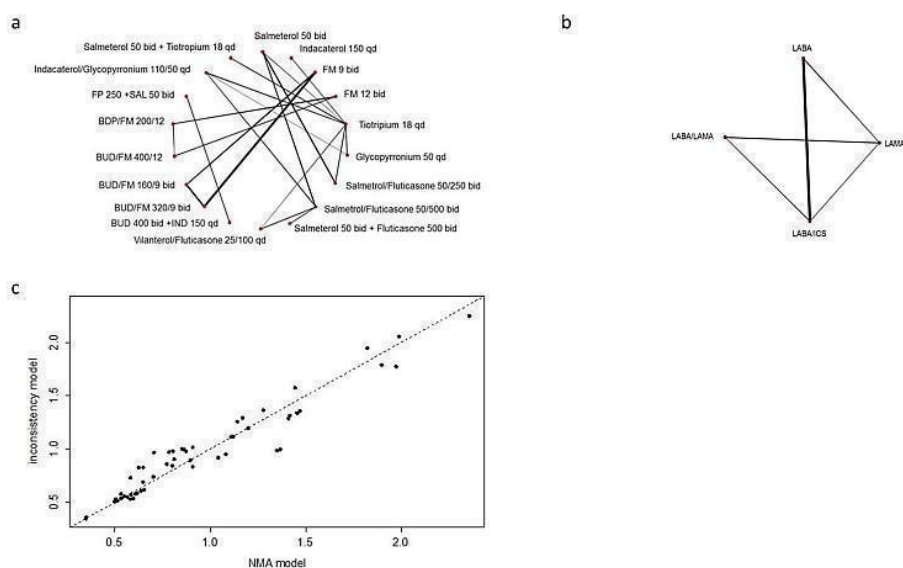 a
Salmeterol 50 bid
Salmeterol 50 bid + Tiotropium 18 qd
Indacaterol 150 qd
Indacaterol/Glycopyrronium 110/50 qd
FM 9 bid
FP 250 +SAL 50 bid
FM 12 bid
BDP/FM 200/12
Tiotripium 18 qd
BUD/FM 400/12
Glycopyrronium 50 qd
BUD/FM 160/9 bid
Salmetrol/Fluticasone 50/250 bid
BUD/FM 320/9 bid
Salmetrol/Fluticasone 50/500 bid
BUD 400 bid +IND 150 qd
Salmeterol 50 bid + Fluticasone 500 bid
Vilanterol/Fluticasone 25/100 qd
b
LABA
LABA/LAMA
LAMA
LABA/ICS
c
inconsistency model
2.0
1.5
1.0
0.5
0.5
1.0
1.5
2.0
NMA model